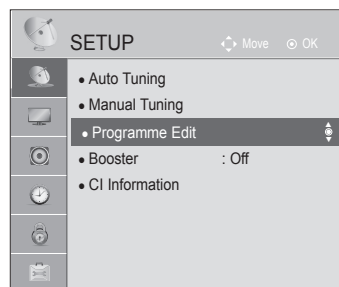 SETUP Move OK
• Auto Tuning
• Manual Tuning
• Programme Edit
• Booster : Off
• CI Information